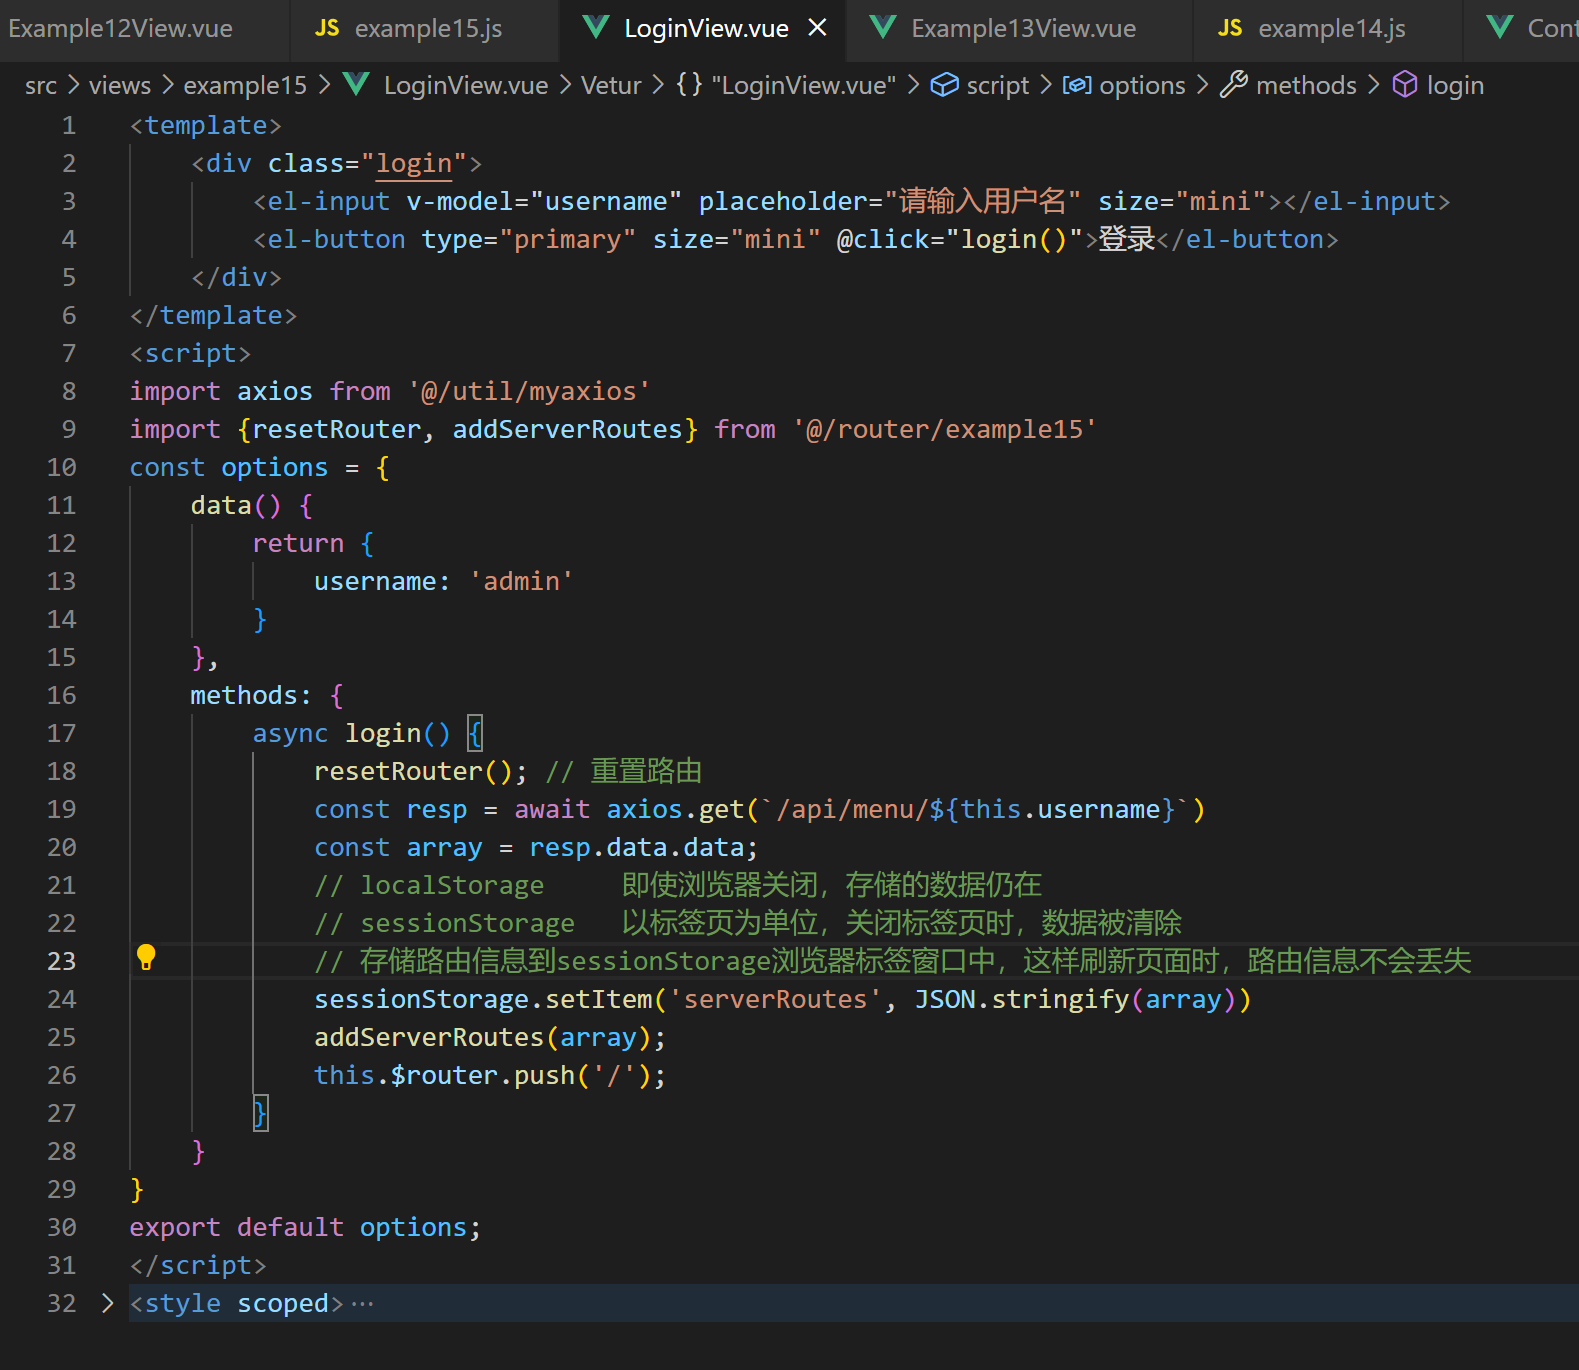 Example12View.vue JS example15.js LoginView.vue Example13View.vue JS example14.js Cont
src > views > example15 > LoginView.vue > Vetur > {} "LoginView.vue" > script > options > methods > login
1 <template>
2     <div class="login">
3         <el-input v-model="username" placeholder="请输入用户名" size="mini"></el-input>
4         <el-button type="primary" size="mini" @click="login()">登录</el-button>
5     </div>
6 </template>
7 <script>
8 import axios from '@/util/myaxios'
9 import {resetRouter, addServerRoutes} from '@/router/example15'
10 const options = {
11     data() {
12         return {
13             username: 'admin'
14         }
15     },
16     methods: {
17         async login() {
18             resetRouter(); // 重置路由
19             const resp = await axios.get(`/api/menu/${this.username}`)
20             const array = resp.data.data;
21             // localStorage     即使浏览器关闭，存储的数据仍在
22             // sessionStorage   以标签页为单位，关闭标签页时，数据被清除
23             // 存储路由信息到sessionStorage浏览器标签窗口中，这样刷新页面时，路由信息不会丢失
24             sessionStorage.setItem('serverRoutes', JSON.stringify(array))
25             addServerRoutes(array);
26             this.$router.push('/');
27         }
28     }
29 }
30 export default options;
31 </script>
32 <style scoped>···